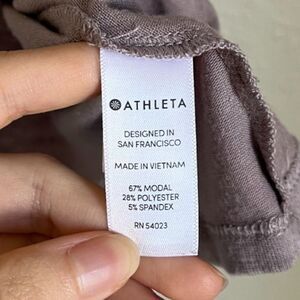 ATHLETA
DESIGNED IN
SAN FRANCISCO
MADE IN VIETNAM
67% MODAL
28% POLYESTER
5% SPANDEX
RN 54023